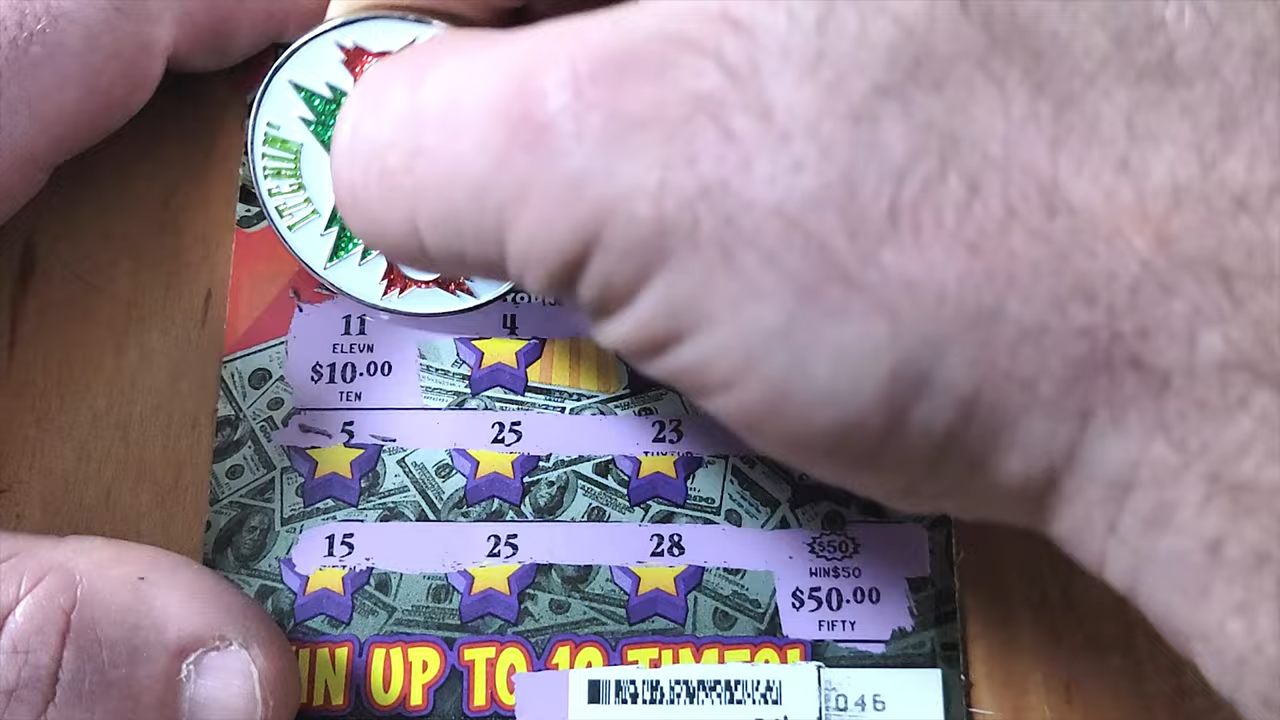 11 4
ELEVN
$10.00
TEN
5 25 23
15 25 28 $50
WIN$50
$50.00
FIFTY
UP TO 10 TIMES!
046